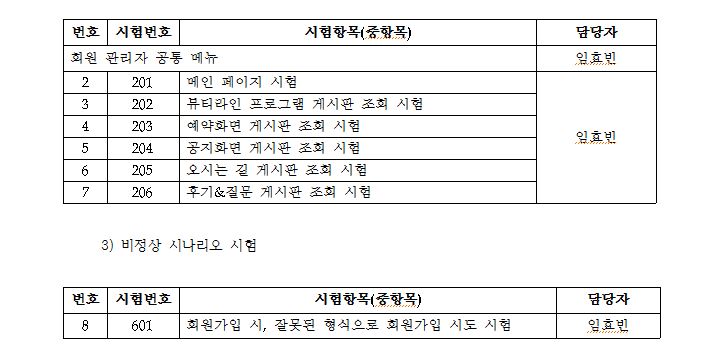 번호 시험번호 시험항목(중항목) 담당자
회원 관리자 공통 메뉴 임효빈
2 201 메인 페이지 시험
3 202 뷰티라인 프로그램 게시판 조회 시험
4 203 예약화면 게시판 조회 시험
5 204 공지화면 게시판 조회 시험
임효빈
6 205 오시는 길 게시판 조회 시험
7 206 후기&질문 게시판 조회 시험
3) 비정상 시나리오 시험
번호 시험번호 시험항목(중항목) 담당자
8 601 회원가입 시, 잘못된 형식으로 회원가입 시도 시험 임효빈